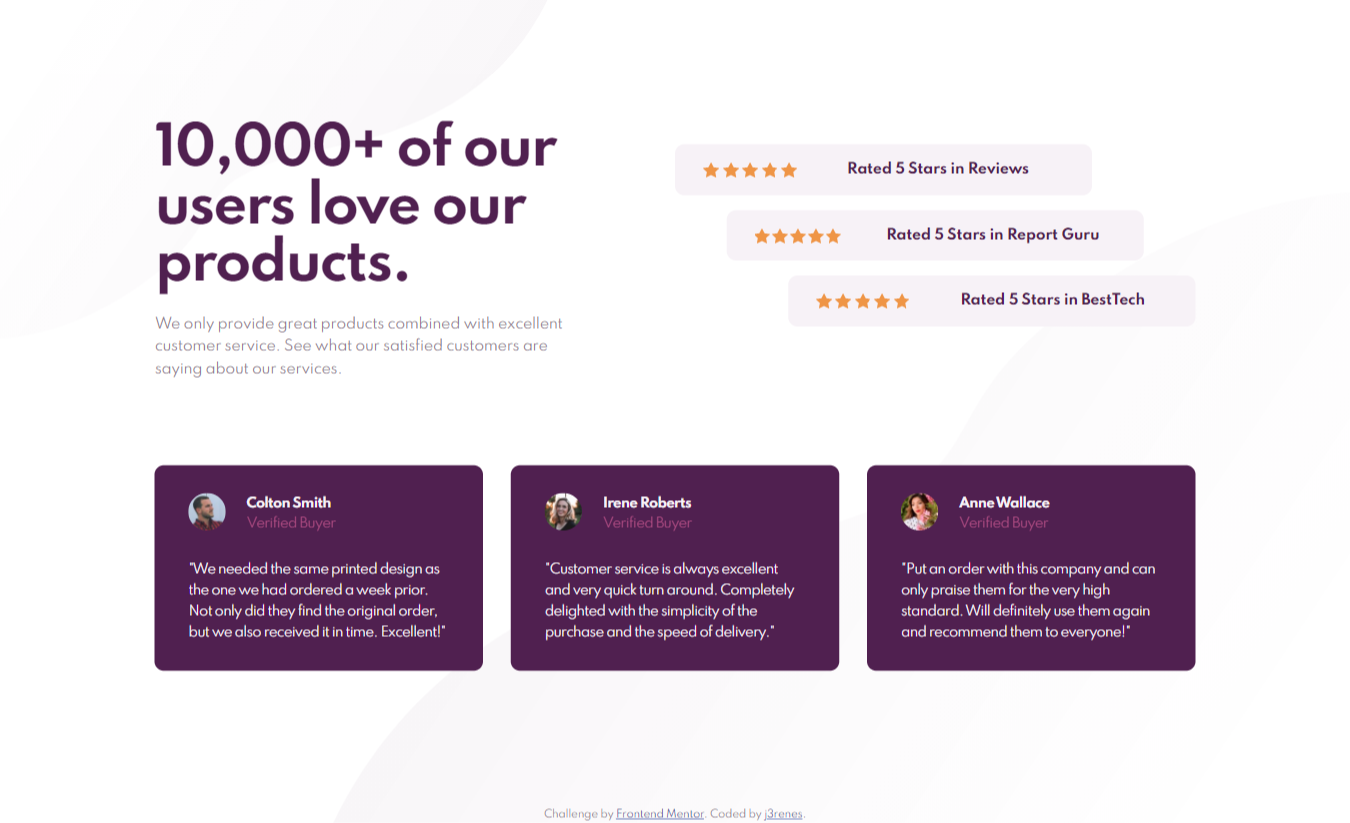 10,000+ of our
users love our
products.
We only provide great products combined with excellent
customer service. See what our satisfied customers are
saying about our services.
Rated 5 Stars in Reviews
Rated 5 Stars in Report Guru
Rated 5 Stars in BestTech
Colton Smith
Verified Buyer
"We needed the same printed design as
the one we had ordered a week prior.
Not only did they find the original order,
but we also received it in time. Excellent!"
Irene Roberts
Verified Buyer
"Customer service is always excellent
and very quick turn around. Completely
delighted with the simplicity of the
purchase and the speed of delivery."
Anne Wallace
Verified Buyer
"Put an order with this company and can
only praise them for the very high
standard. Will definitely use them again
and recommend them to everyone!"
Challenge by Frontend Mentor. Coded by j3renes.